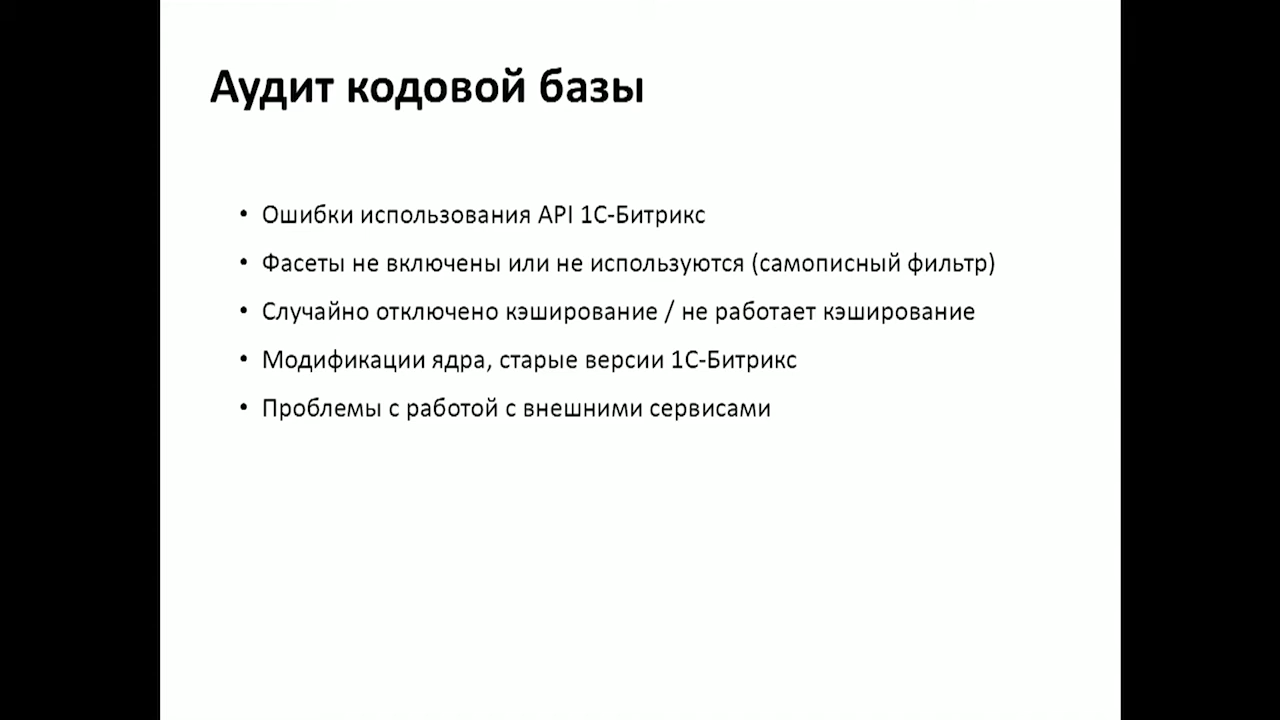 Аудит кодовой базы
• Ошибки использования API 1С-Битрикс
• Фасеты не включены или не используются (самописный фильтр)
• Случайно отключено кэширование / не работает кэширование
• Модификации ядра, старые версии 1С-Битрикс
• Проблемы с работой с внешними сервисами